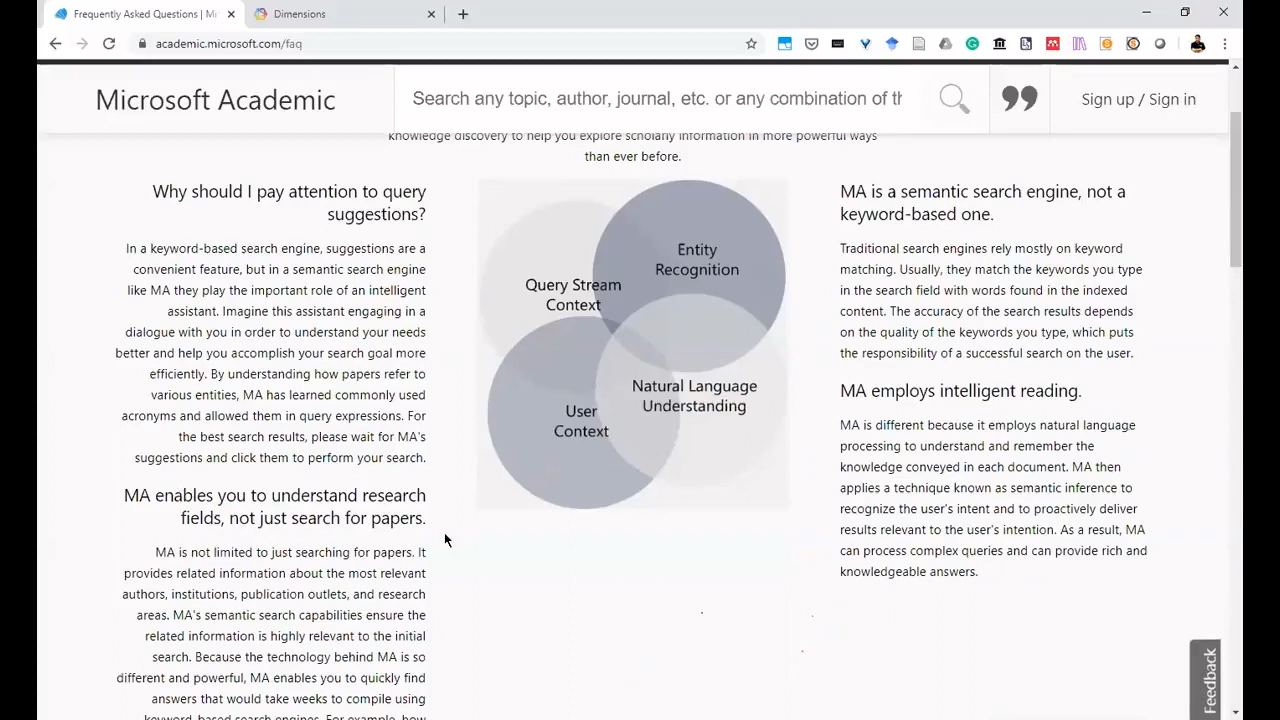 Frequently Asked Questions | Mi
Dimensions
academic.microsoft.com/faq
Microsoft Academic
Search any topic, author, journal, etc. or any combination of th
Sign up / Sign in
knowledge discovery to help you explore scholarly information in more powerful ways
than ever before.
Why should I pay attention to query
suggestions?
In a keyword-based search engine, suggestions are a
convenient feature, but in a semantic search engine
like MA they play the important role of an intelligent
assistant. Imagine this assistant engaging in a
dialogue with you in order to understand your needs
better and help you accomplish your search goal more
efficiently. By understanding how papers refer to
various entities, MA has learned commonly used
acronyms and allowed them in query expressions. For
the best search results, please wait for MA's
suggestions and click them to perform your search.
MA enables you to understand research
fields, not just search for papers.
MA is not limited to just searching for papers. It
provides related information about the most relevant
authors, institutions, publication outlets, and research
areas. MA's semantic search capabilities ensure the
related information is highly relevant to the initial
search. Because the technology behind MA is so
different and powerful, MA enables you to quickly find
answers that would take weeks to compile using
keyword-based search engines. For example, how
Entity
Recognition
Query Stream
Context
Natural Language
Understanding
User
Context
MA is a semantic search engine, not a
keyword-based one.
Traditional search engines rely mostly on keyword
matching. Usually, they match the keywords you type
in the search field with words found in the indexed
content. The accuracy of the search results depends
on the quality of the keywords you type, which puts
the responsibility of a successful search on the user.
MA employs intelligent reading.
MA is different because it employs natural language
processing to understand and remember the
knowledge conveyed in each document. MA then
applies a technique known as semantic inference to
recognize the user's intent and to proactively deliver
results relevant to the user's intention. As a result, MA
can process complex queries and can provide rich and
knowledgeable answers.
Feedback